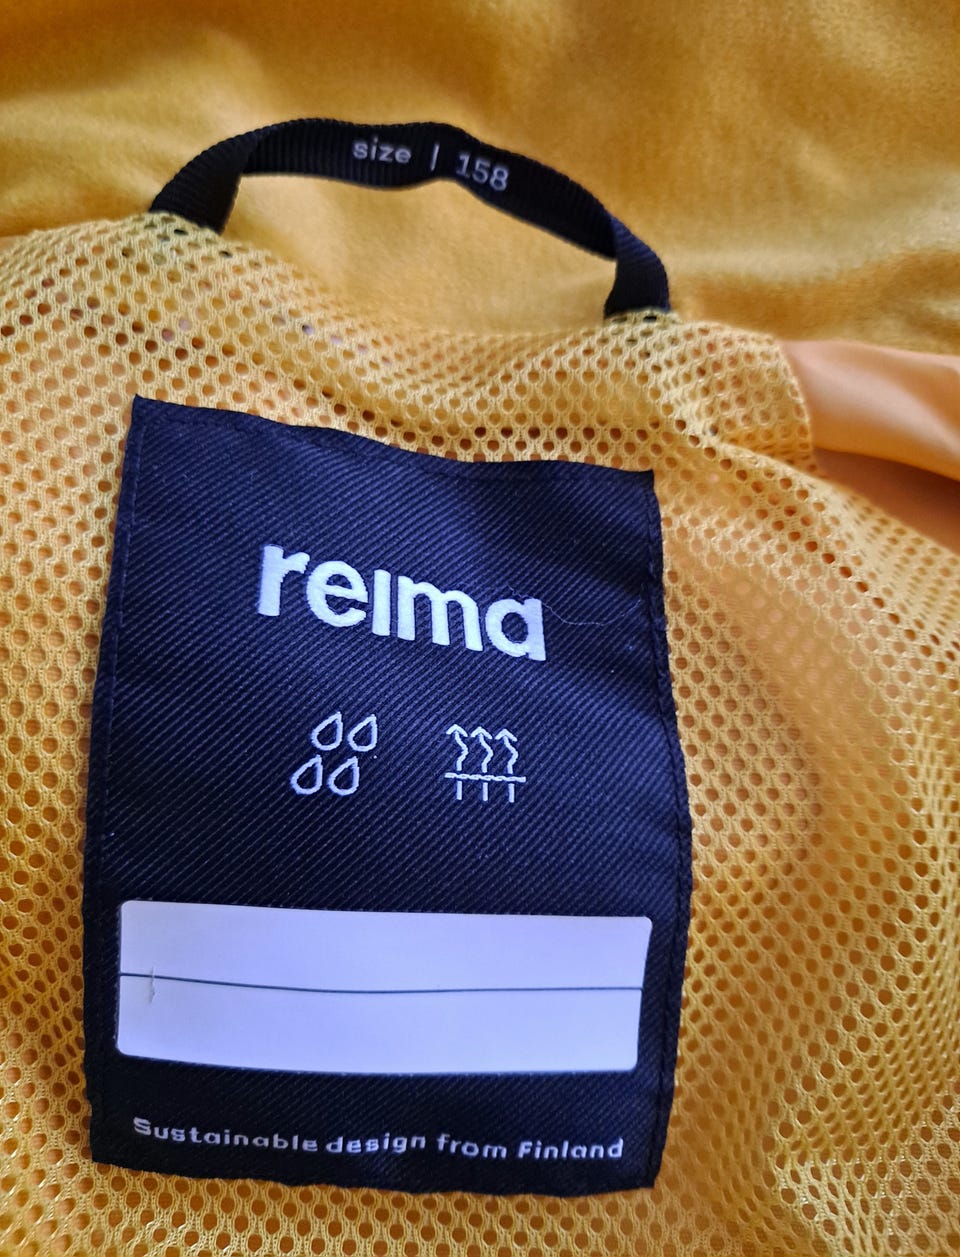 size | 158
reima
Sustainable design from Finland